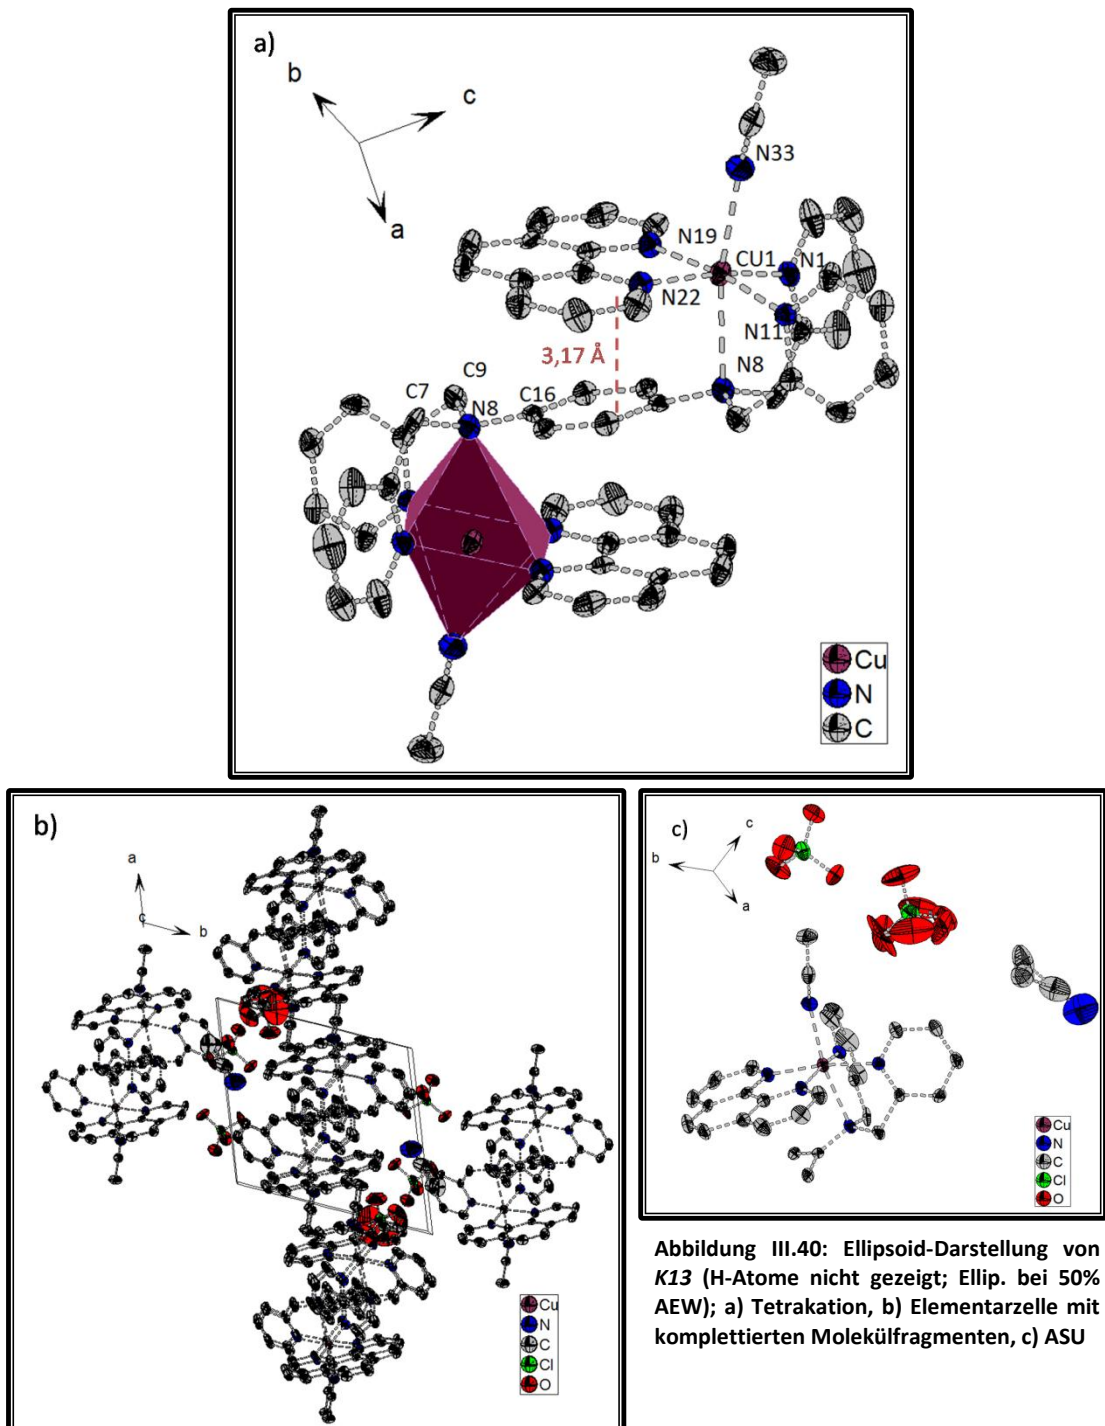 a)
b
c
a
N33
N19
CU1
N1
N22
N11
3,17 Å
N8
C9
C7
N8
C16
Cu
N
C
b)
a
c
b
Cu
N
C
Cl
O
c)
c
b
a
Cu
N
C
Cl
O
Abbildung III.40: Ellipsoid-Darstellung von
K13 (H-Atome nicht gezeigt; Ellip. bei 50%
AEW); a) Tetrakation, b) Elementarzelle mit
komplettierten Molekülfragmenten, c) ASU